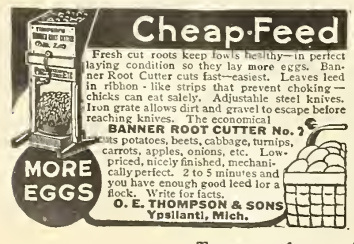 Cheap-Feed
Fresh cut roots keep fowls healthy—in perfect
laying condition so they lay more eggs. Ban-
ner Root Cutter cuts fast—easiest. Leaves feed
in ribbon - like strips that prevent choking—
chicks can eat safely. Adjustable steel knives.
Iron grate allows dirt and gravel to escape before
reaching knives. The economical
BANNER ROOT CUTTER No. 7
cuts potatoes, beets, cabbage, turnips,
carrots, apples, onions, etc. Low-
priced, nicely finished, mechani-
cally perfect. 2 to 5 minutes and
you have enough good feed for a
flock. Write for facts.
O. E. THOMPSON & SONS
Ypsilanti, Mich.
MORE
EGGS